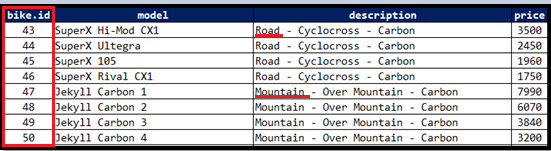 bike.id model description price
43 SuperX Hi-Mod CX1 Road - Cyclocross - Carbon 3500
44 SuperX Ultegra Road - Cyclocross - Carbon 2450
45 SuperX 105 Road - Cyclocross - Carbon 1960
46 SuperX Rival CX1 Road - Cyclocross - Carbon 1750
47 Jekyll Carbon 1 Mountain - Over Mountain - Carbon 7990
48 Jekyll Carbon 2 Mountain - Over Mountain - Carbon 6070
49 Jekyll Carbon 3 Mountain - Over Mountain - Carbon 3840
50 Jekyll Carbon 4 Mountain - Over Mountain - Carbon 3200